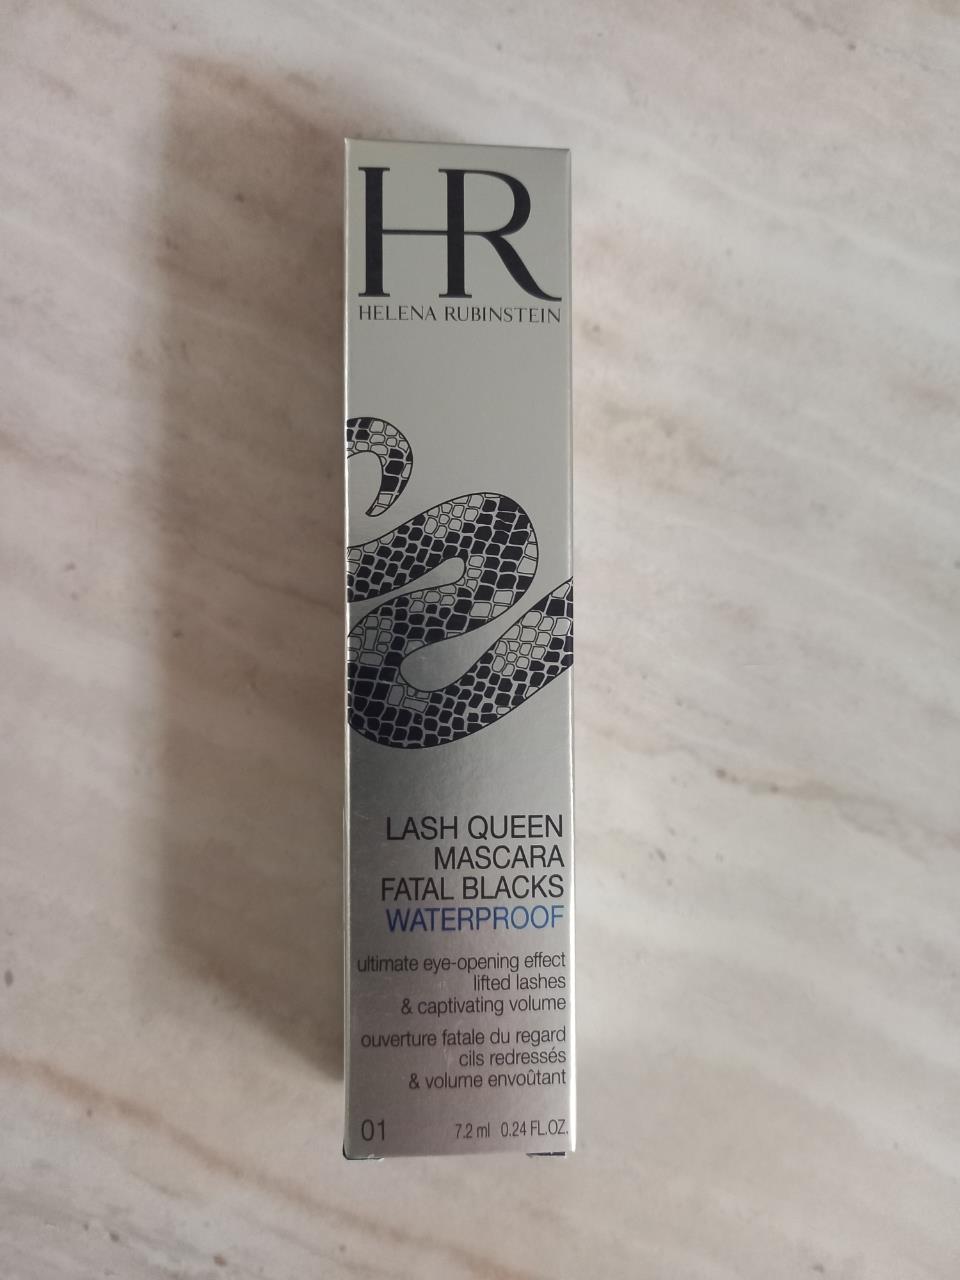 HR
HELENA RUBINSTEIN
LASH QUEEN
MASCARA
FATAL BLACKS
WATERPROOF
ultimate eye-opening effect
lifted lashes
& captivating volume
ouverture fatale du regard
cils redressés
& volume envoûtant
01 7.2 ml 0.24 FL.OZ.